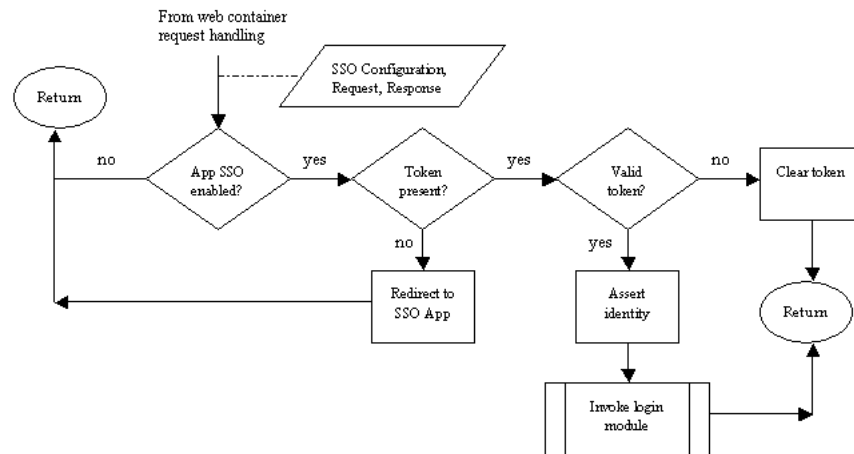 From web container
request handling
SSO Configuration,
Request, Response
Return
no
App SSO
enabled?
yes
Token
present?
yes
Valid
token?
no
Clear token
no
yes
Redirect to
SSO App
Assert
identity
Return
Invoke login
module